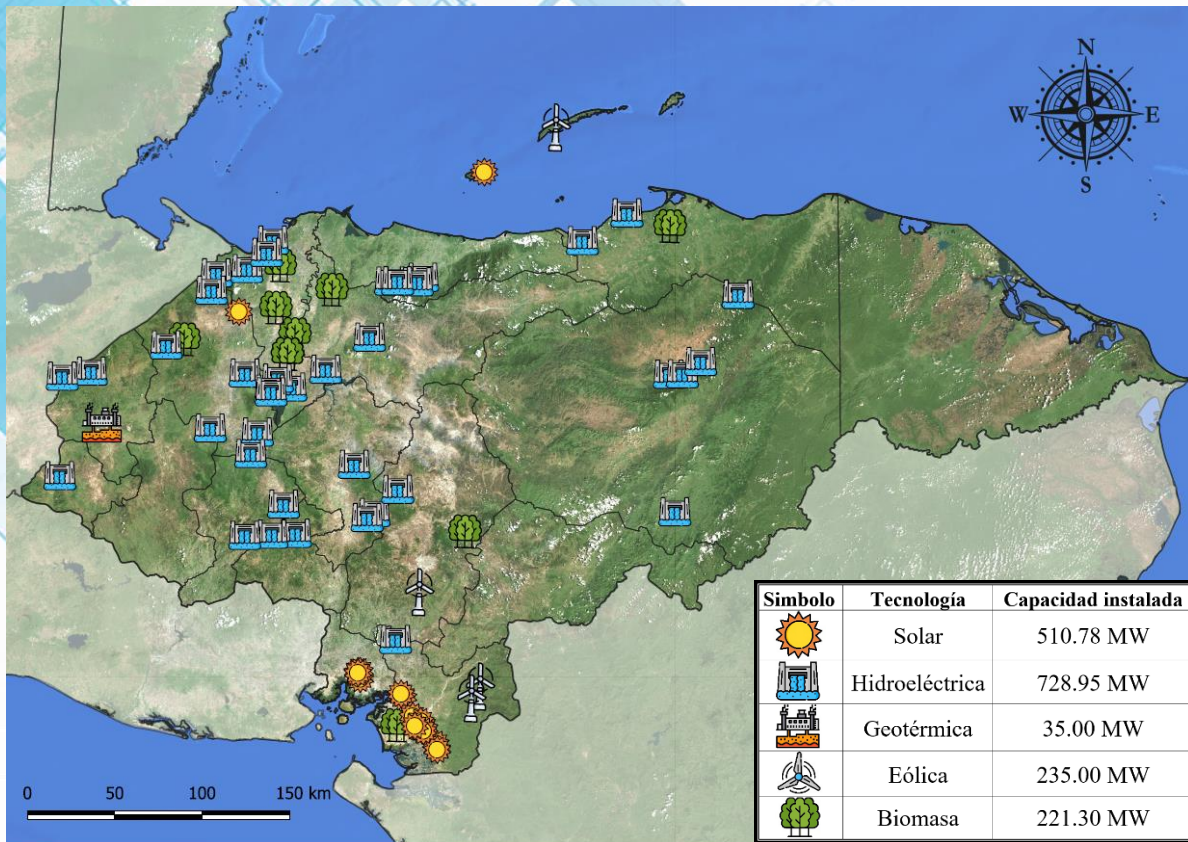 N
W E
S
Simbolo Tecnología Capacidad instalada
Solar 510.78 MW
Hidroeléctrica 728.95 MW
Geotérmica 35.00 MW
Eólica 235.00 MW
Biomasa 221.30 MW
0 50 100 150 km